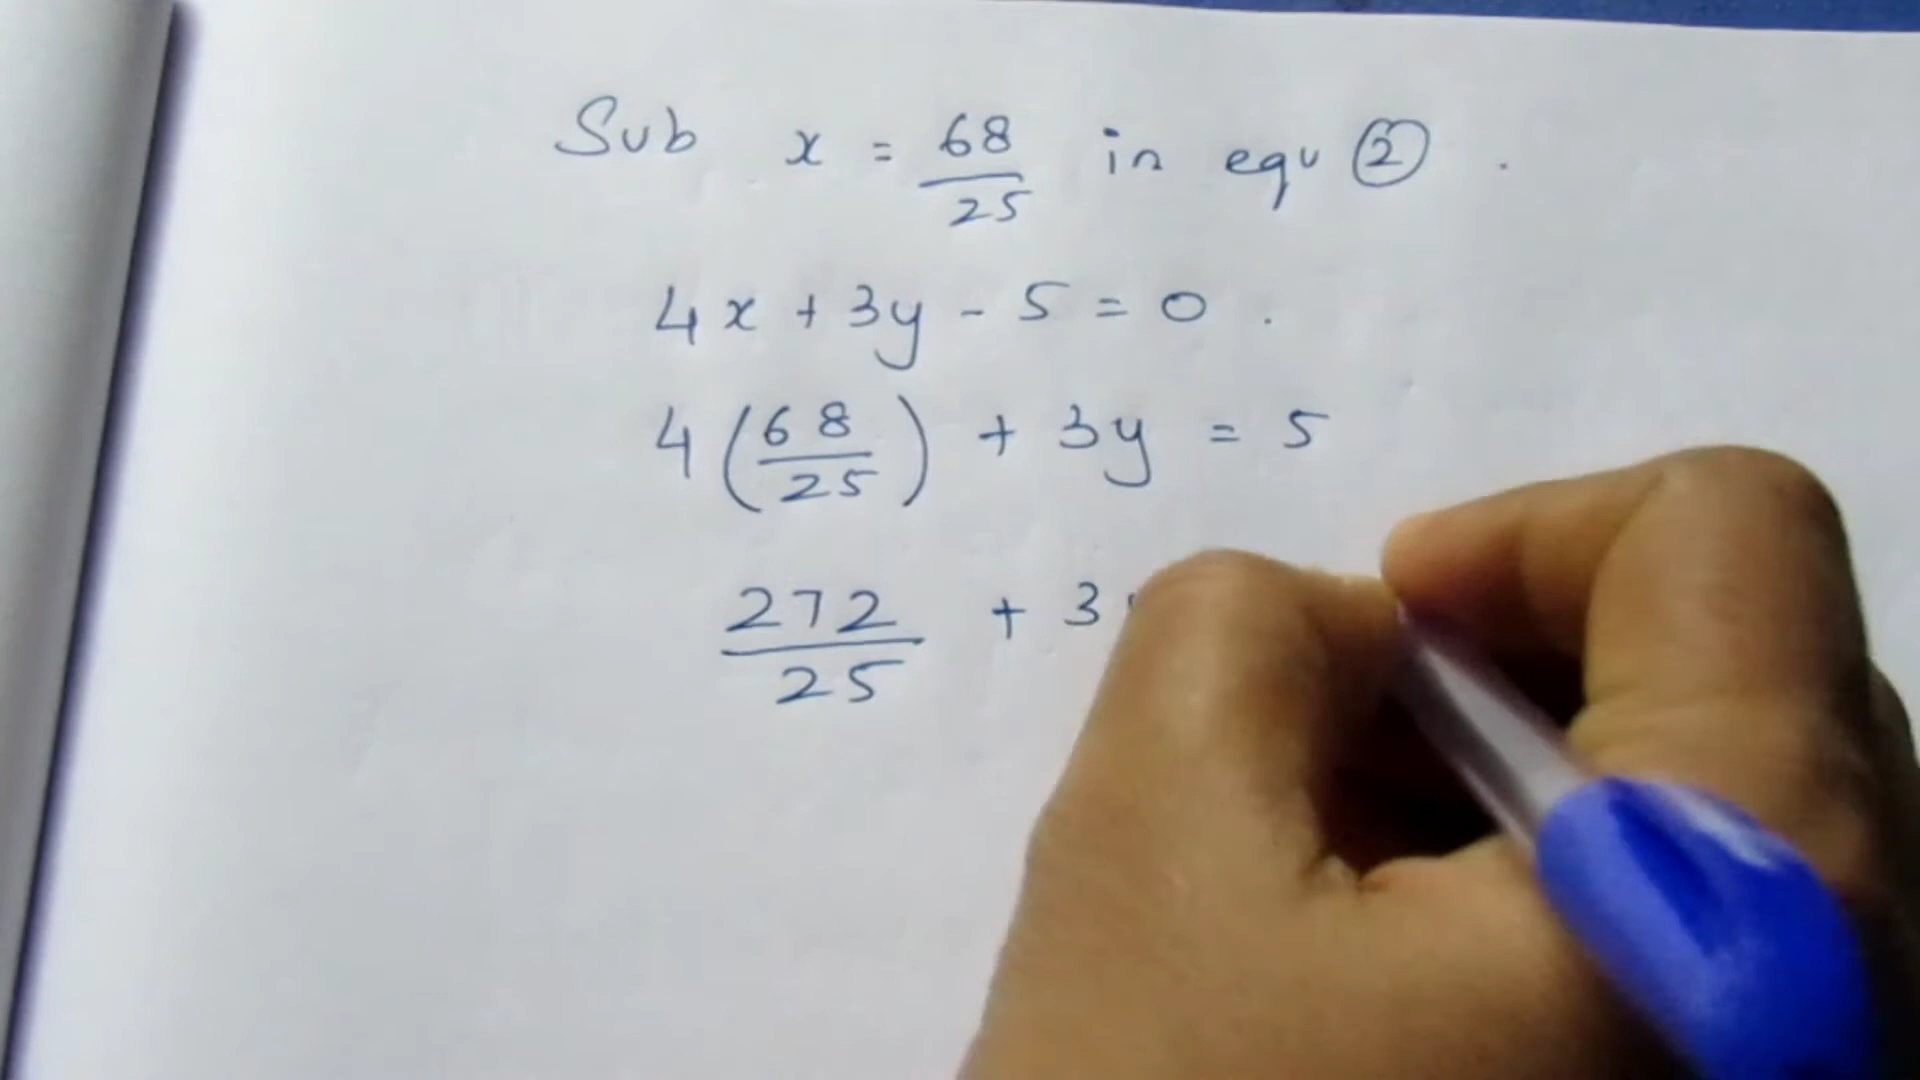 Sub x = 68/25 in equ ② .
4x + 3y - 5 = 0 .
4(68/25) + 3y = 5
272/25 + 3